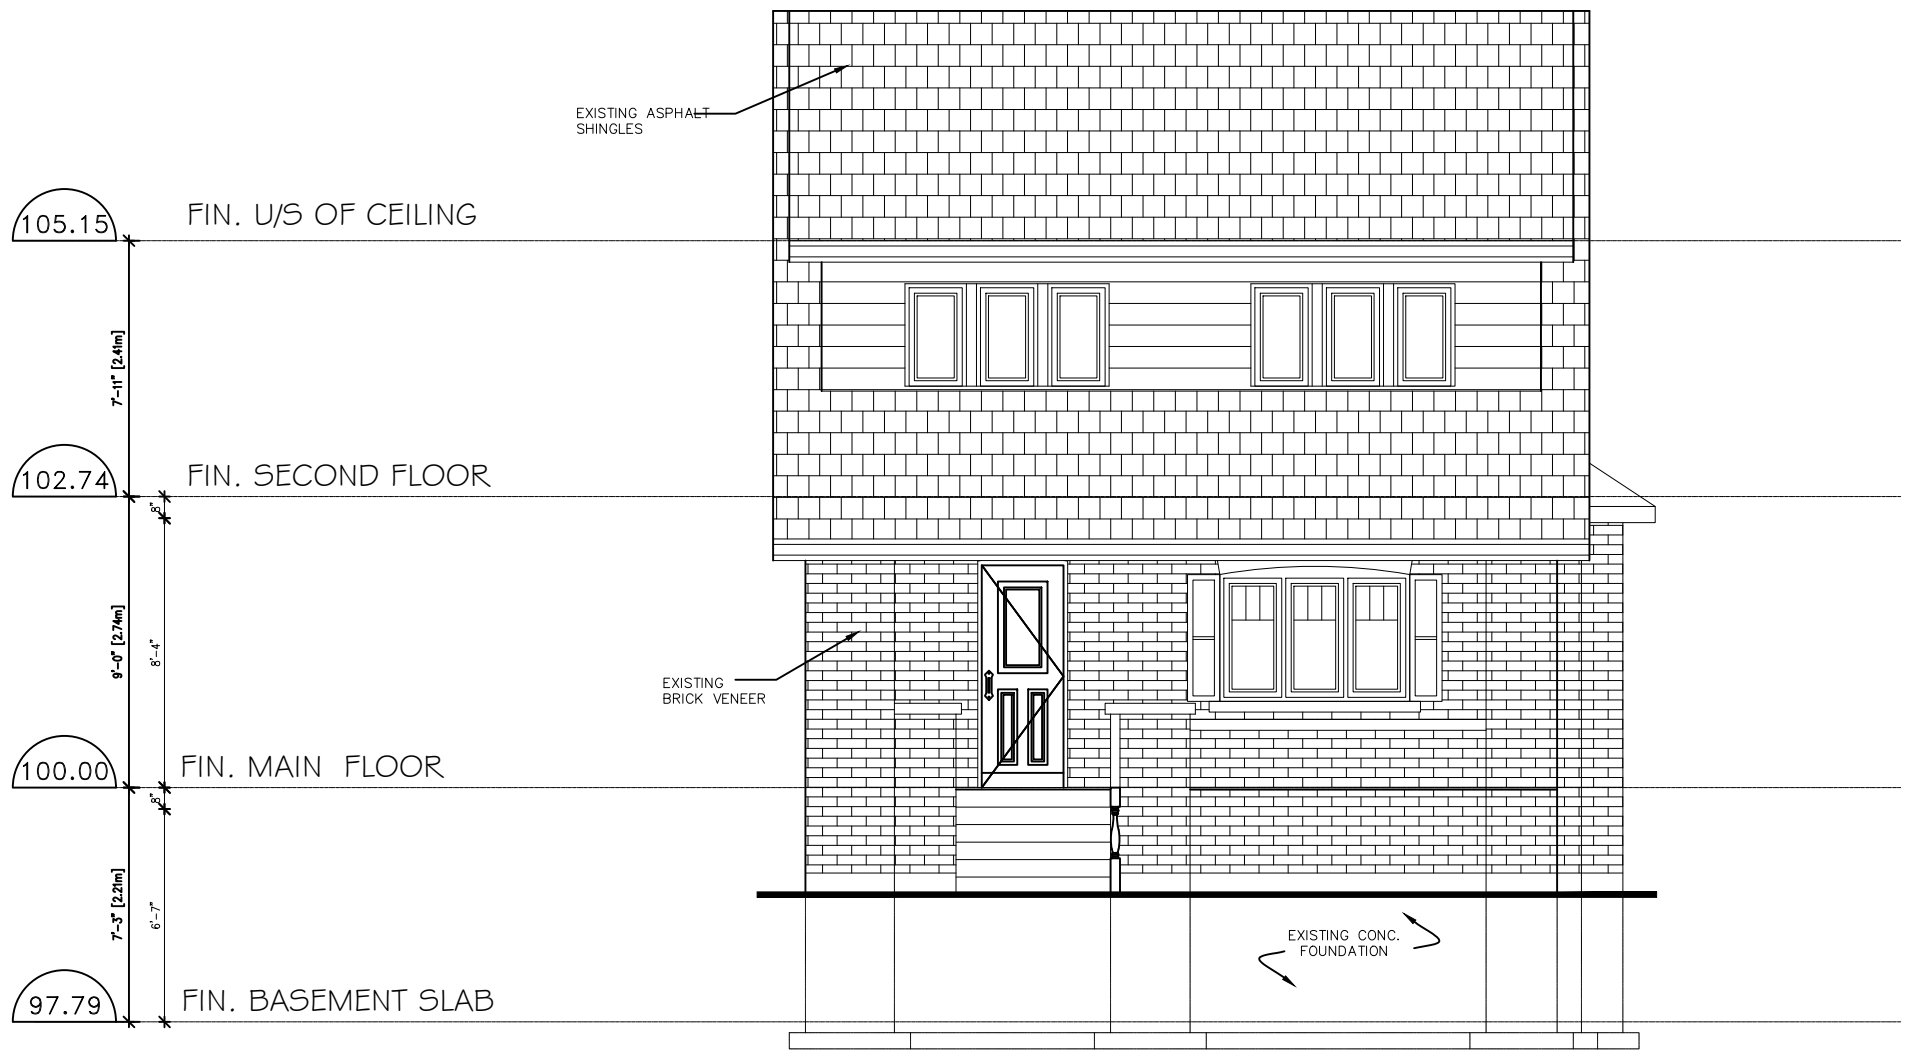 EXISTING ASPHALT
SHINGLES
105.15
FIN. U/S OF CEILING
7'-11" [2.41m]
102.74
FIN. SECOND FLOOR
8"
9'-0" [2.74m]
8'-4"
EXISTING
BRICK VENEER
100.00
FIN. MAIN FLOOR
8"
7'-3" [2.21m]
6'-7"
EXISTING CONC.
FOUNDATION
97.79
FIN. BASEMENT SLAB